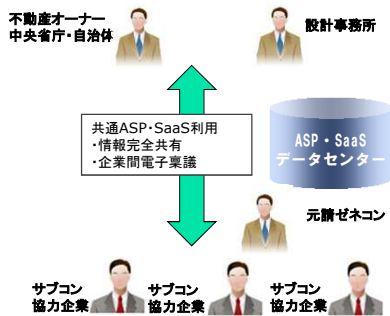 不動産オーナー
中央省庁・自治体
設計事務所
共通ASP・SaaS利用
・情報完全共有
・企業間電子稟議
ASP・SaaS
データセンター
元請ゼネコン
サブコン
協力企業
サブコン
協力企業
サブコン
協力企業